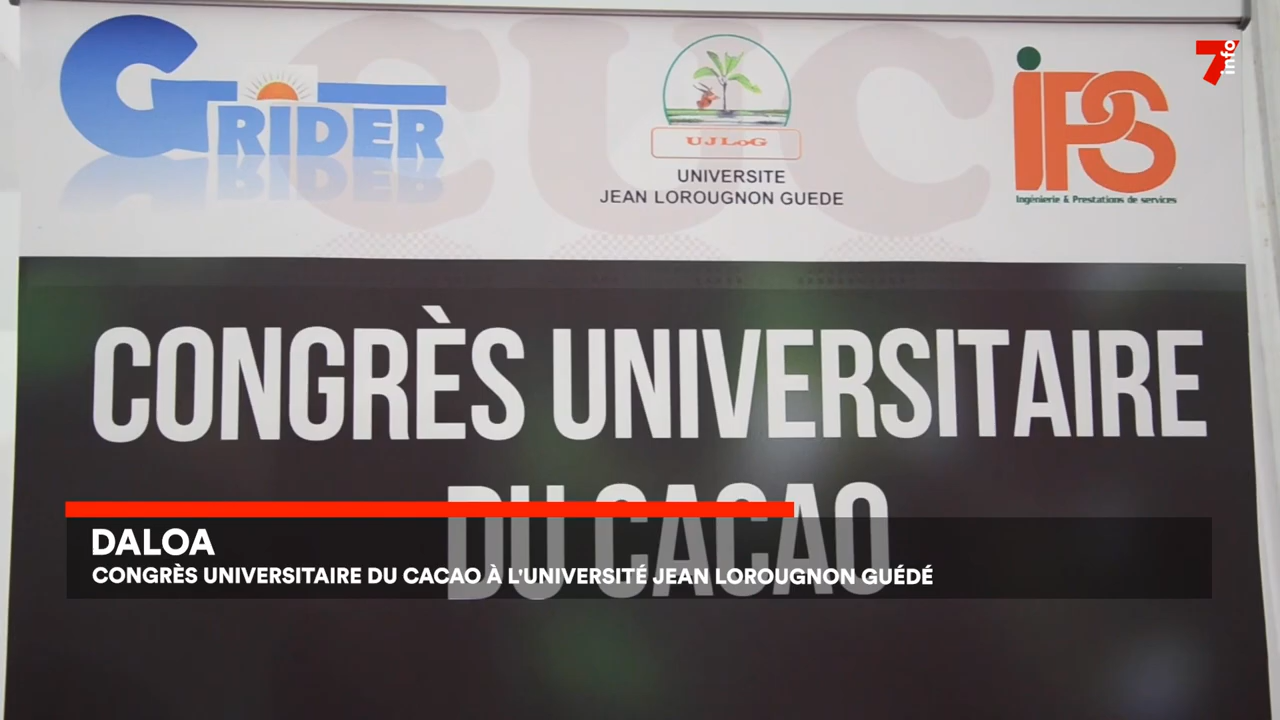 CUC
GRIDER
UJLoG
UNIVERSITE
JEAN LOROUGNON GUEDE
IPS
Ingénierie & Prestations de services
7info
CONGRÈS UNIVERSITAIRE
DU CACAO
DALOA
CONGRÈS UNIVERSITAIRE DU CACAO À L'UNIVERSITÉ JEAN LOROUGNON GUÉDÉ